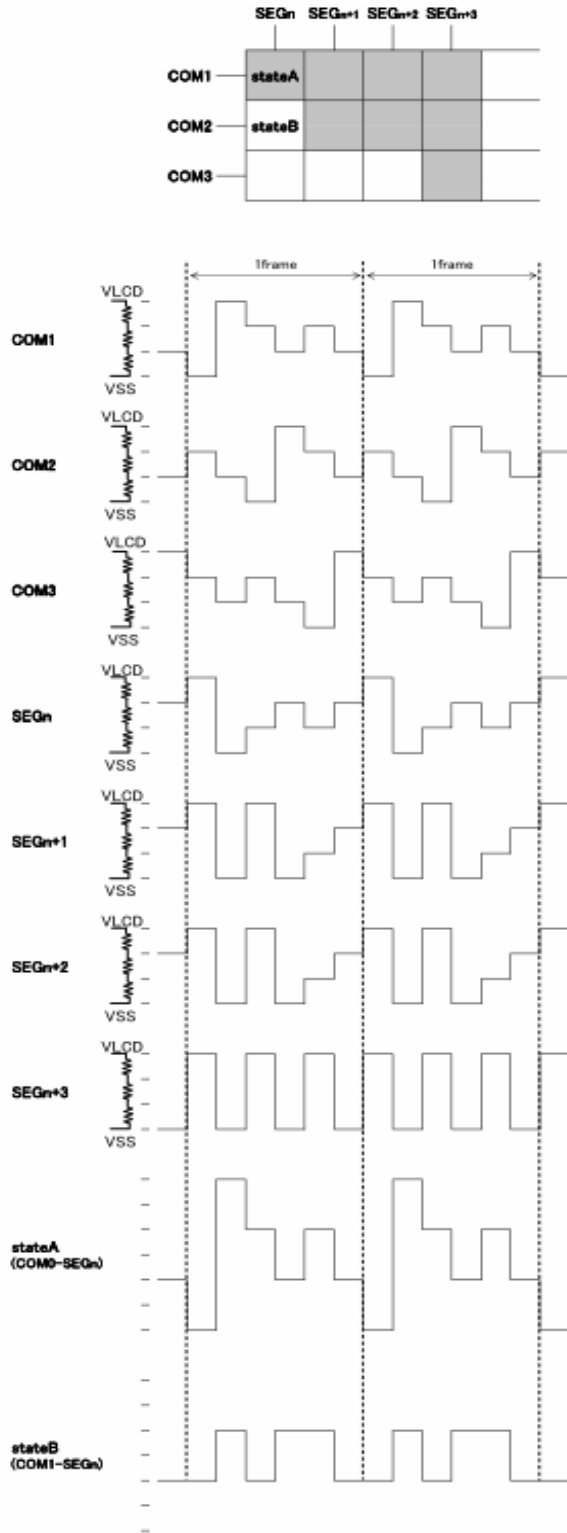 SEGn SEGn+1 SEGn+2 SEGn+3
COM1 stateA
COM2 stateB
COM3
1frame 1frame
VLCD
COM1
VSS
VLCD
COM2
VSS
VLCD
COM3
VSS
VLCD
SEGn
VSS
VLCD
SEGn+1
VSS
VLCD
SEGn+2
VSS
VLCD
SEGn+3
VSS
stateA
(COM0-SEGn)
stateB
(COM1-SEGn)